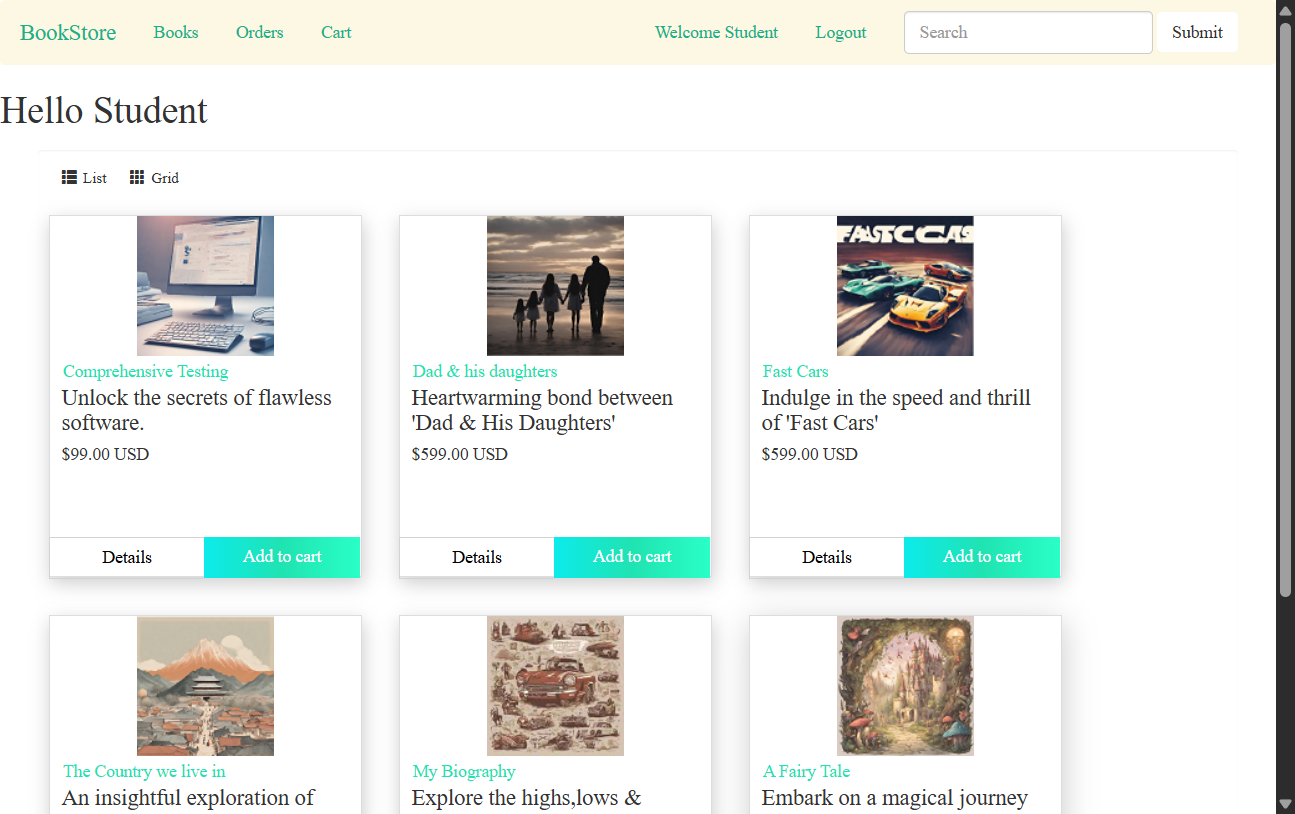 BookStore Books Orders Cart Welcome Student Logout Search Submit
Hello Student
List Grid
FASTCCAS
Comprehensive Testing
Unlock the secrets of flawless
software.
$99.00 USD
Details Add to cart
Dad & his daughters
Heartwarming bond between
'Dad & His Daughters'
$599.00 USD
Details Add to cart
Fast Cars
Indulge in the speed and thrill
of 'Fast Cars'
$599.00 USD
Details Add to cart
The Country we live in
An insightful exploration of
My Biography
Explore the highs,lows &
A Fairy Tale
Embark on a magical journey